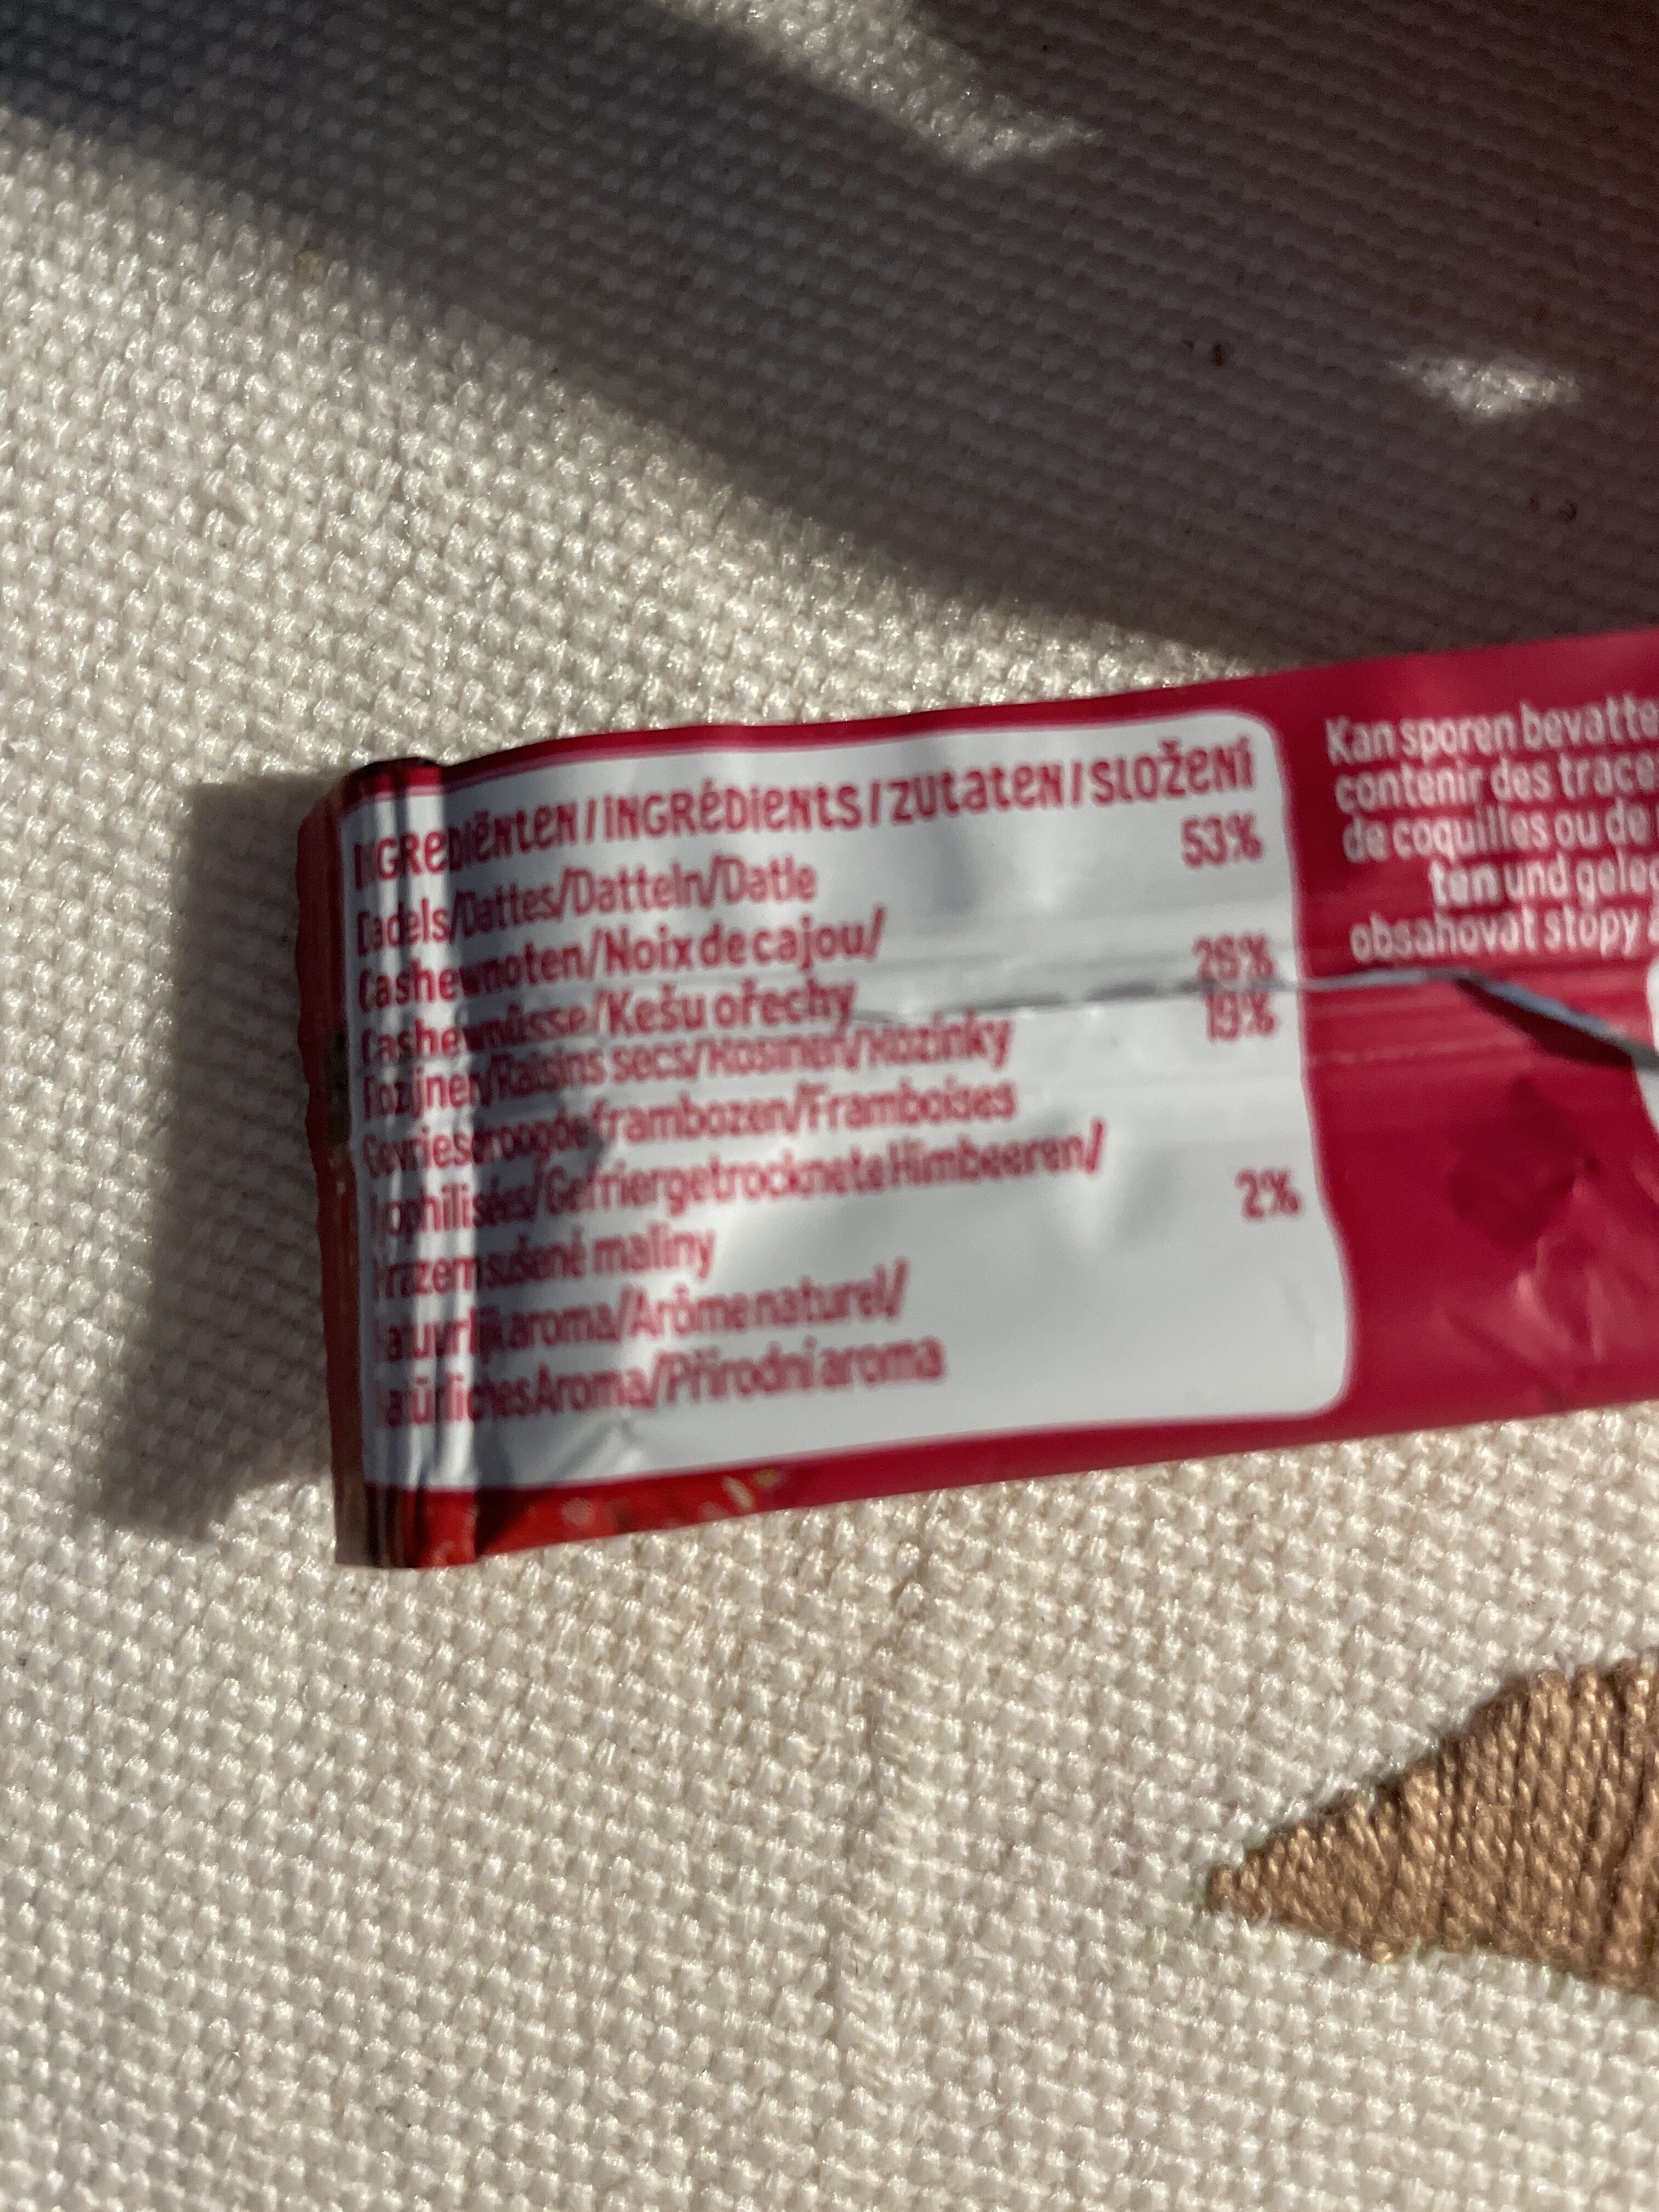 INGREDIËNTEN / INGRÉDIENTS / ZUTATEN / SLOŽENÍ
Dadels/Dattes/Datteln/Datle 53%
Cashewnoten/Noix de cajou/
Cashewnüsse/Kešu ořechy 26%
Rozijnen/Raisins secs/Rosinen/Rozinky 19%
Gevriesdroogde frambozen/Framboises
lyophilisées/Gefriergetrocknete Himbeeren/
Mrazem sušené maliny 2%
Natuurlijk aroma/Arôme naturel/
Natürliches Aroma/Přírodní aroma
Kan sporen bevatte
contenir des trace
de coquilles ou de
ten und gele
obsahovat stopy